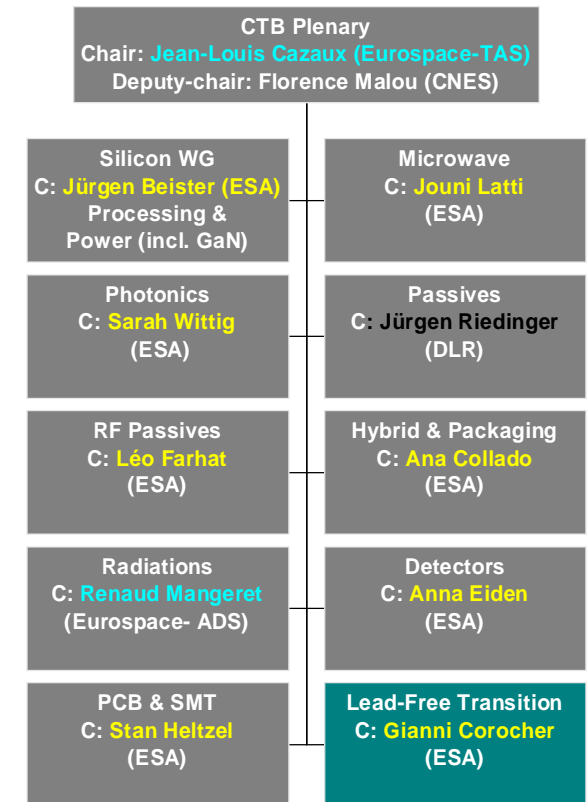 CTB Plenary
Chair: Jean-Louis Cazaux (Eurospace-TAS)
Deputy-chair: Florence Malou (CNES)
Silicon WG
C: Jürgen Beister (ESA)
Processing &
Power (incl. GaN)
Microwave
C: Jouni Latti
(ESA)
Photonics
C: Sarah Wittig
(ESA)
Passives
C: Jürgen Riedinger
(DLR)
RF Passives
C: Léo Farhat
(ESA)
Hybrid & Packaging
C: Ana Collado
(ESA)
Radiations
C: Renaud Mangeret
(Eurospace- ADS)
Detectors
C: Anna Eiden
(ESA)
PCB & SMT
C: Stan Heltzel
(ESA)
Lead-Free Transition
C: Gianni Corocher
(ESA)